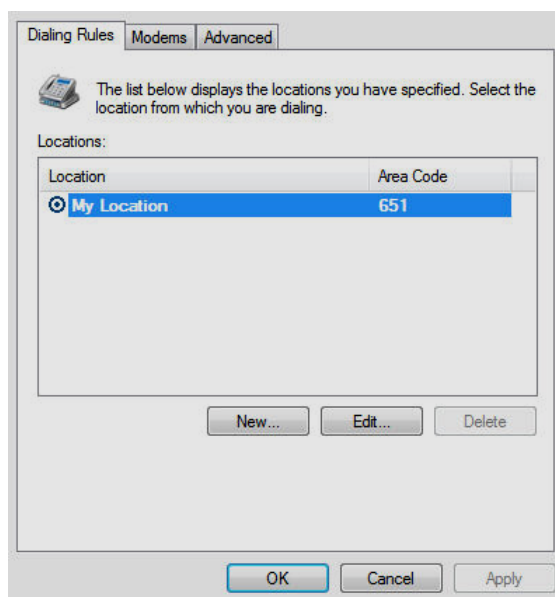 Dialing Rules Modems Advanced
The list below displays the locations you have specified. Select the
location from which you are dialing.
Locations:
Location Area Code
My Location 651
New... Edit... Delete
OK Cancel Apply